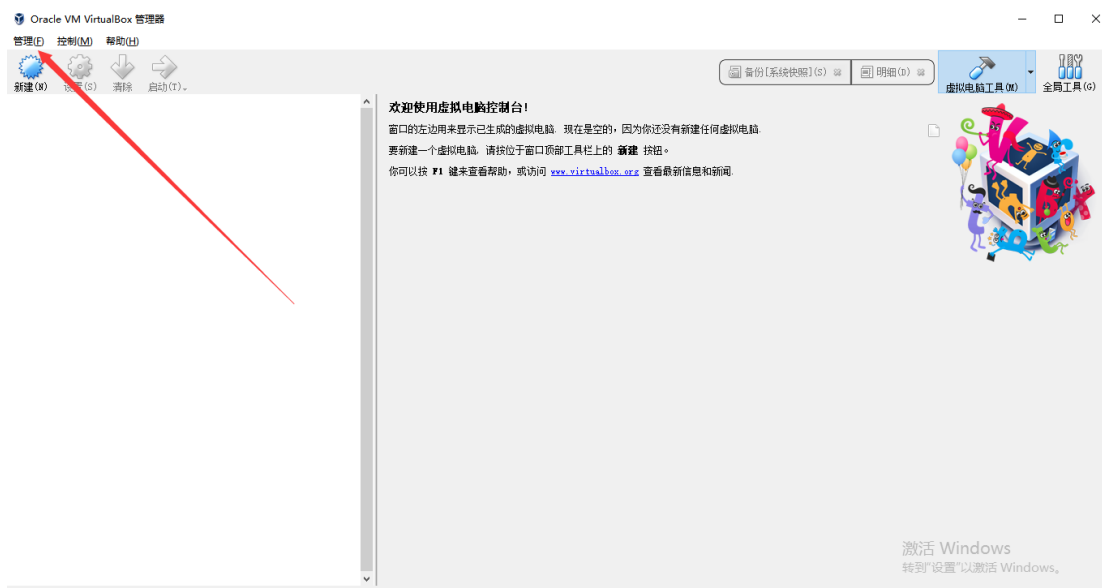 Oracle VM VirtualBox 管理器
管理(F) 控制(M) 帮助(H)
新建(N) 设置(S) 清除 启动(T) 备份[系统快照](S) 明细(D) 虚拟电脑工具(M) 全局工具(G)
欢迎使用虚拟电脑控制台!
窗口的左边用来显示已生成的虚拟电脑. 现在是空的, 因为你还没有新建任何虚拟电脑.
要新建一个虚拟电脑, 请按位于窗口顶部工具栏上的 新建 按钮。
你可以按 F1 键来查看帮助, 或访问 www.virtualbox.org 查看最新信息和新闻.
激活 Windows
转到"设置"以激活 Windows。